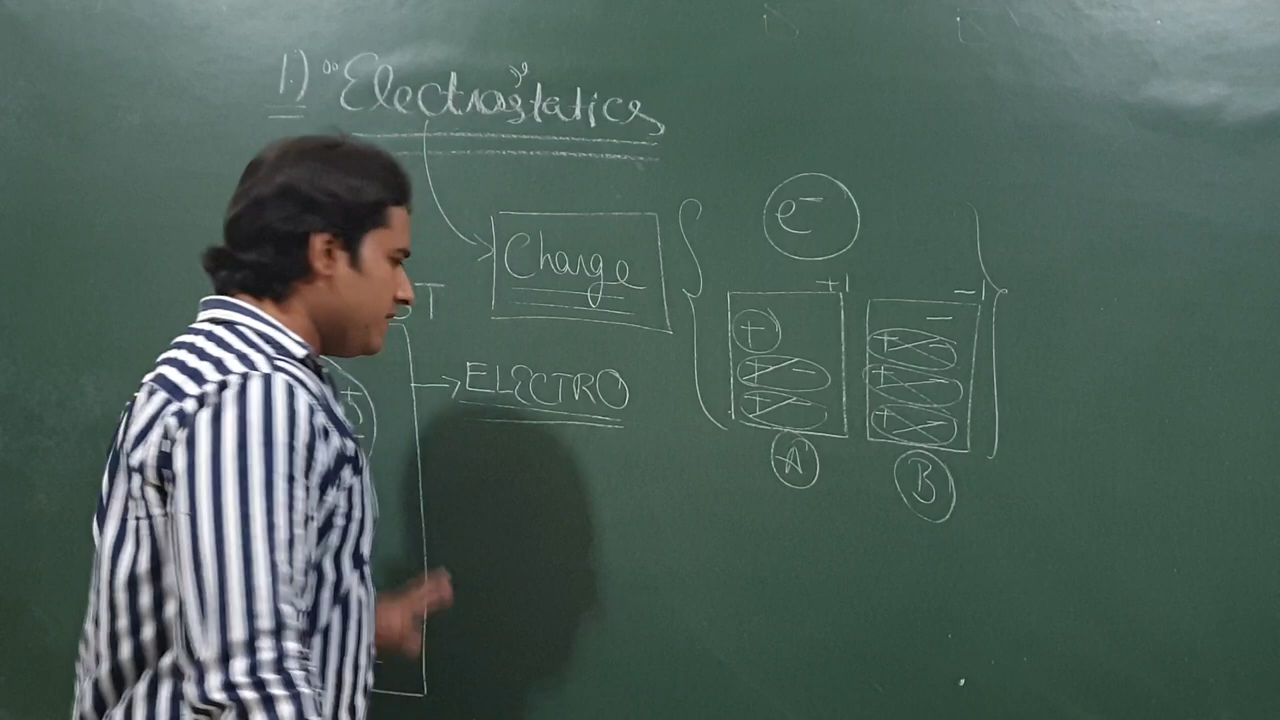 1.) Electrostatics
e⁻
Charge
+1
-1
-
+
+ -
+ -
+ -
+ -
+ -
ELECTRO
A
B